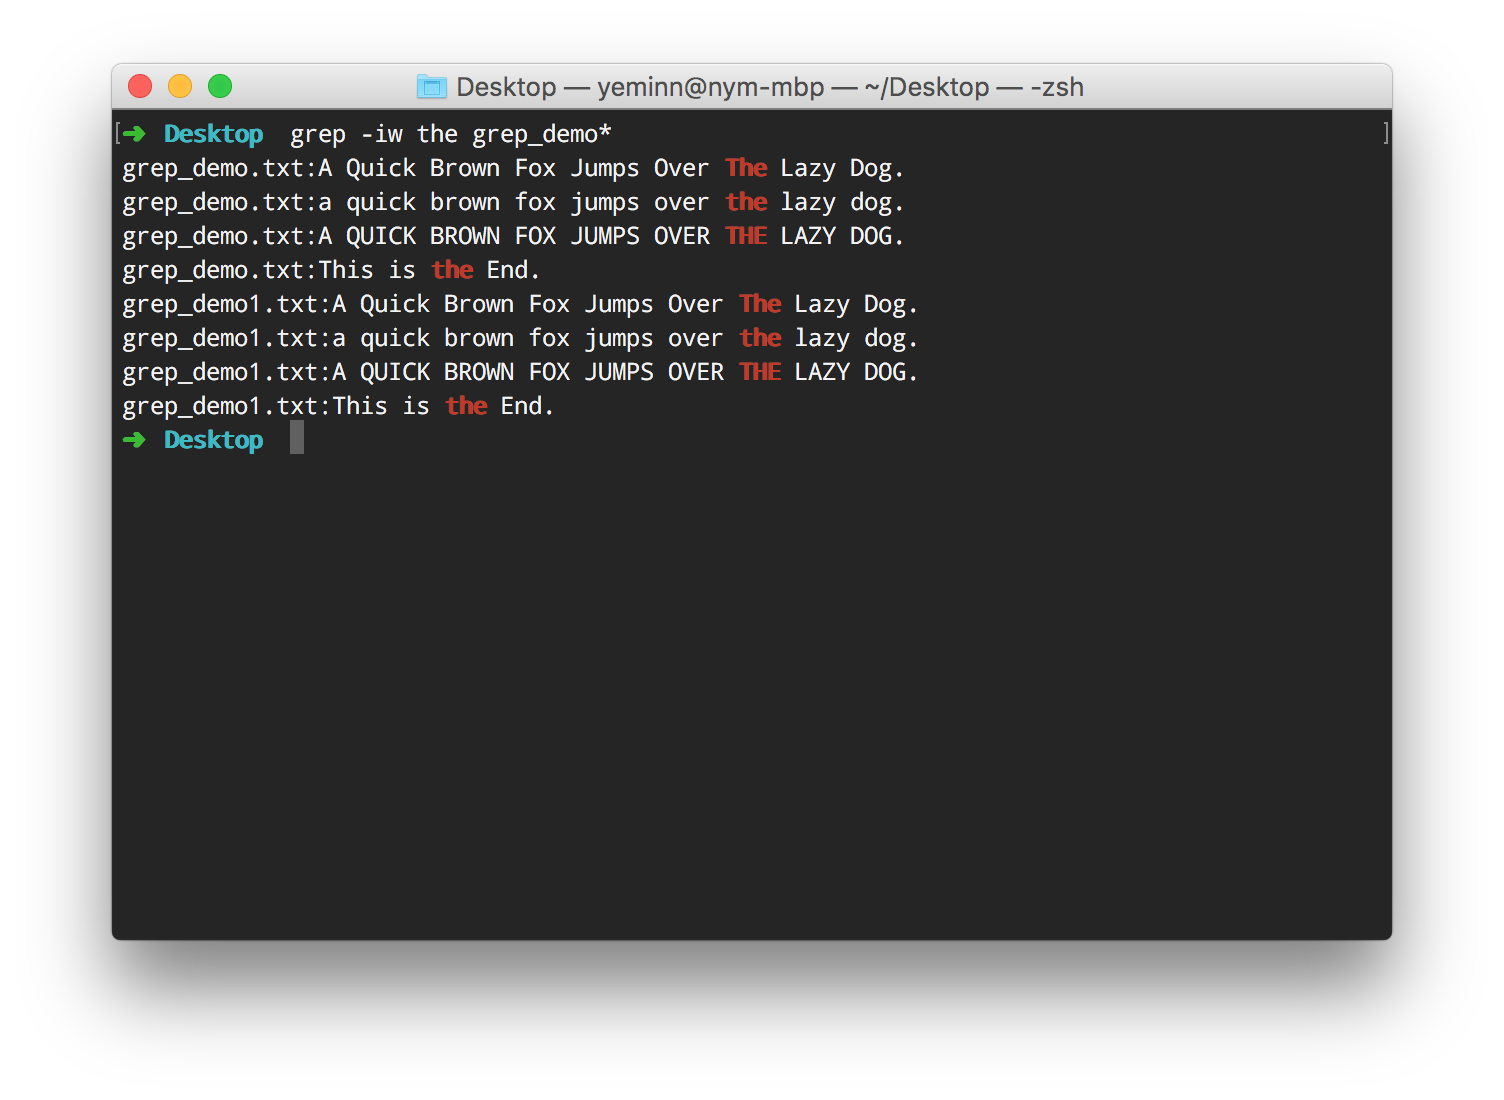 Desktop — yeminn@nym-mbp — ~/Desktop — -zsh
[➜ Desktop grep -iw the grep_demo* ]
grep_demo.txt:A Quick Brown Fox Jumps Over The Lazy Dog.
grep_demo.txt:a quick brown fox jumps over the lazy dog.
grep_demo.txt:A QUICK BROWN FOX JUMPS OVER THE LAZY DOG.
grep_demo.txt:This is the End.
grep_demo1.txt:A Quick Brown Fox Jumps Over The Lazy Dog.
grep_demo1.txt:a quick brown fox jumps over the lazy dog.
grep_demo1.txt:A QUICK BROWN FOX JUMPS OVER THE LAZY DOG.
grep_demo1.txt:This is the End.
➜ Desktop